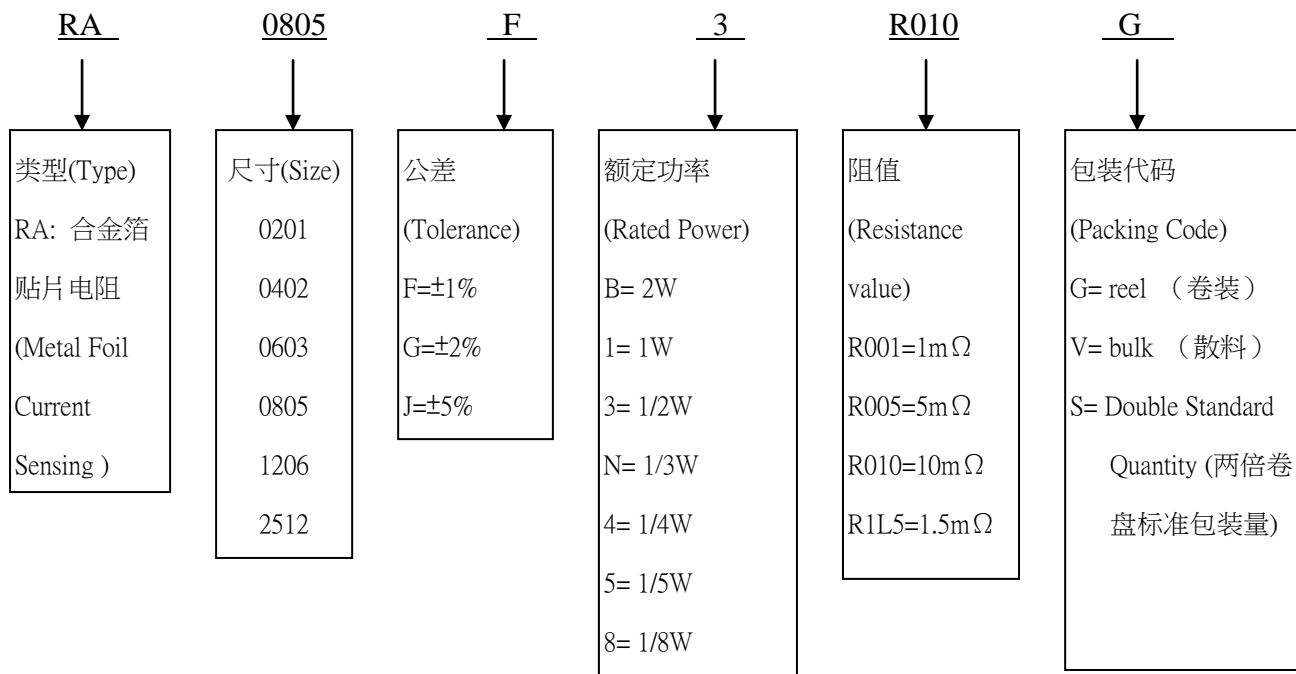 RA 0805 F 3 R010 G
类型(Type)
RA: 合金箔
贴片电阻
(Metal Foil
Current
Sensing )
尺寸(Size)
0201
0402
0603
0805
1206
2512
公差
(Tolerance)
F=±1%
G=±2%
J=±5%
额定功率
(Rated Power)
B= 2W
1= 1W
3= 1/2W
N= 1/3W
4= 1/4W
5= 1/5W
8= 1/8W
阻值
(Resistance
value)
R001=1mΩ
R005=5mΩ
R010=10mΩ
R1L5=1.5mΩ
包装代码
(Packing Code)
G= reel （卷装）
V= bulk （散料）
S= Double Standard
Quantity (两倍卷
盘标准包装量)